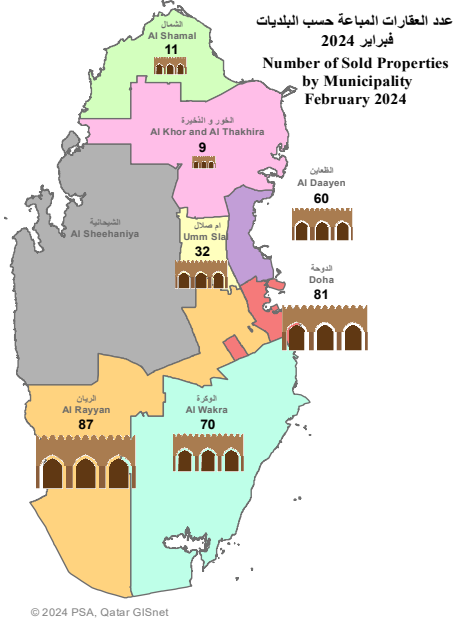 عدد العقارات المباعة حسب البلديات
فبراير 2024
Number of Sold Properties
by Municipality
February 2024
الشمال
Al Shamal
11
الخور و الذخيرة
Al Khor and Al Thakhira
9
الظعاين
Al Daayen
60
الشيحانية
Al Sheehaniya
ام صلال
Umm Slal
32
الدوحة
Doha
81
الريان
Al Rayyan
87
الوكرة
Al Wakra
70
© 2024 PSA, Qatar GISnet